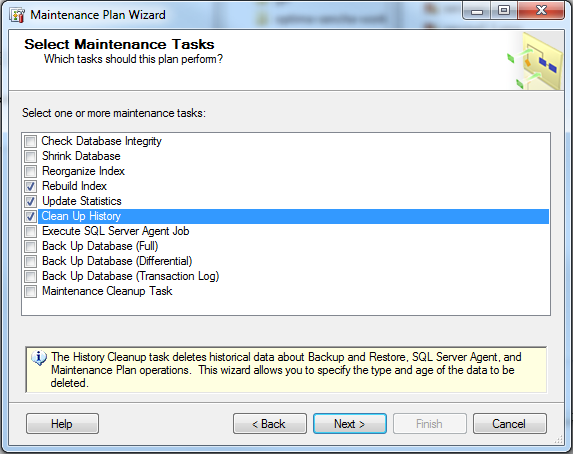 Maintenance Plan Wizard
Select Maintenance Tasks
Which tasks should this plan perform?
Select one or more maintenance tasks:
Check Database Integrity
Shrink Database
Reorganize Index
Rebuild Index
Update Statistics
Clean Up History
Execute SQL Server Agent Job
Back Up Database (Full)
Back Up Database (Differential)
Back Up Database (Transaction Log)
Maintenance Cleanup Task
The History Cleanup task deletes historical data about Backup and Restore, SQL Server Agent, and
Maintenance Plan operations.  This wizard allows you to specify the type and age of the data to be
deleted.
Help
< Back
Next >
Finish
Cancel